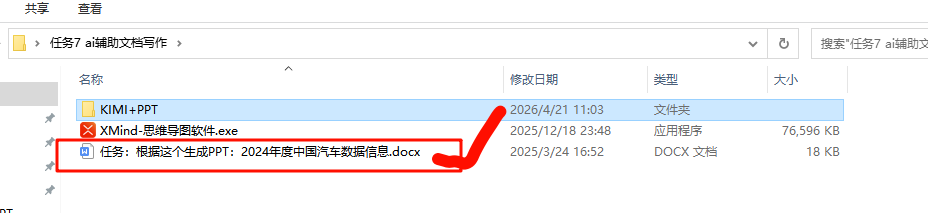 共享 查看
任务7 ai辅助文档写作
搜索"任务7 ai辅助文
名称 修改日期 类型 大小
KIMI+PPT 2026/4/21 11:03 文件夹
XMind-思维导图软件.exe 2025/12/18 23:48 应用程序 76,596 KB
任务：根据这个生成PPT：2024年度中国汽车数据信息.docx 2025/3/24 16:52 DOCX 文档 18 KB